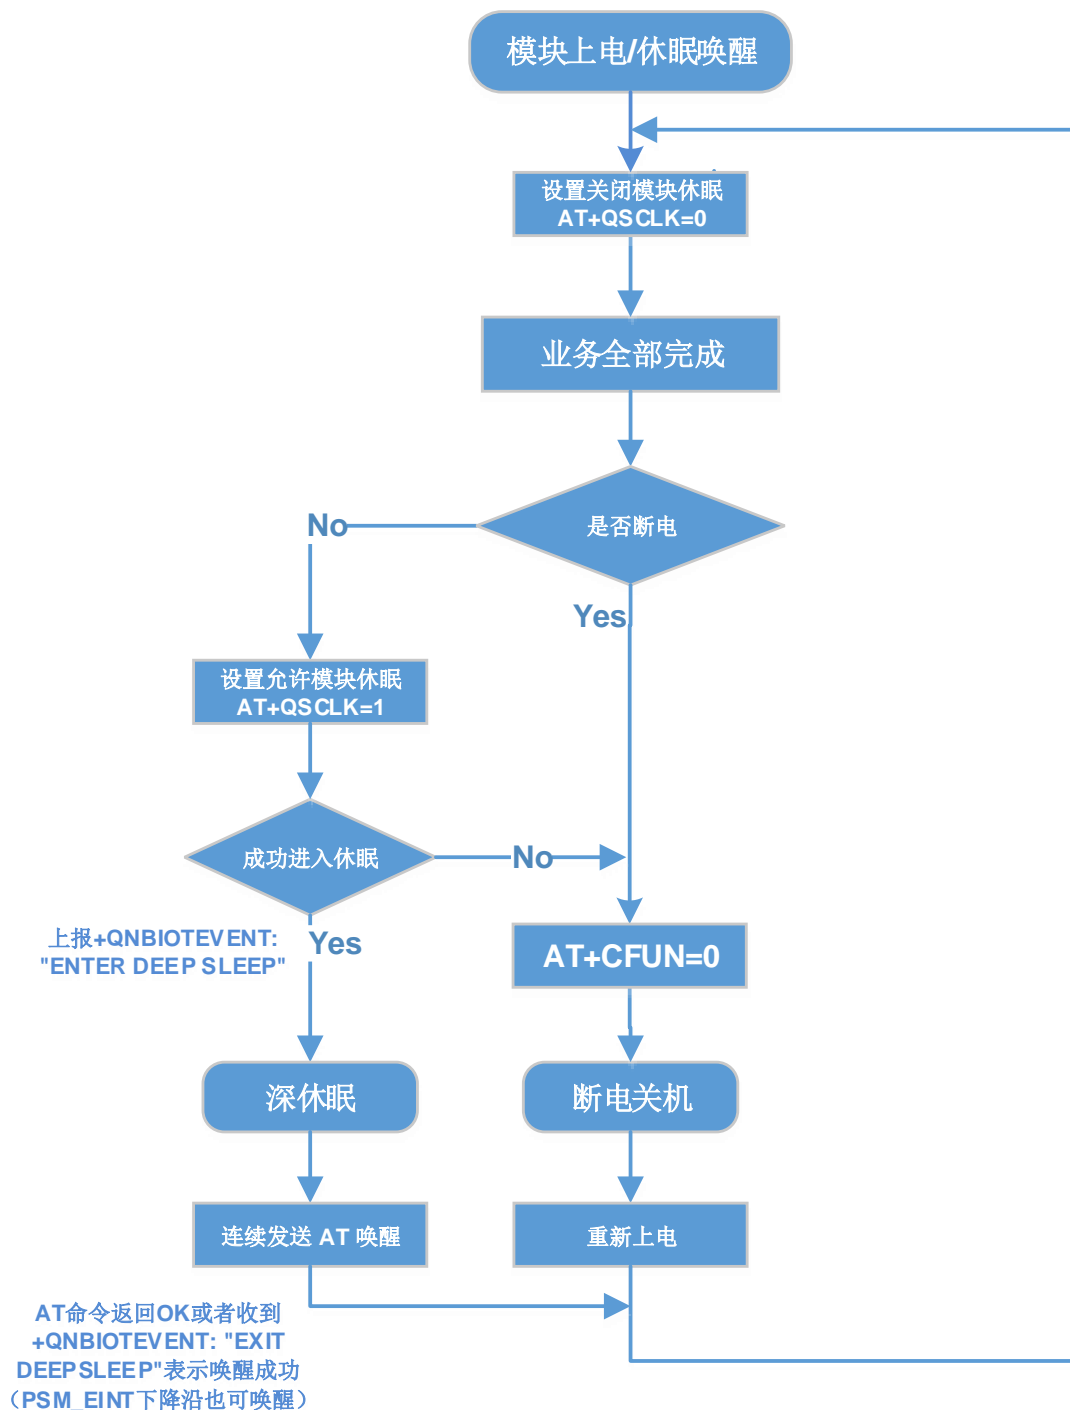 模块上电/休眠唤醒
设置关闭模块休眠
AT+QSCLK=0
业务全部完成
是否断电
No
Yes
设置允许模块休眠
AT+QSCLK=1
成功进入休眠
No
上报+QNBIOTEVENT:
"ENTER DEEP SLEEP"
Yes
AT+CFUN=0
深休眠
断电关机
连续发送 AT 唤醒
重新上电
AT命令返回OK或者收到
+QNBIOTEVENT: "EXIT
DEEPSLEEP"表示唤醒成功
（PSM_EINT下降沿也可唤醒）